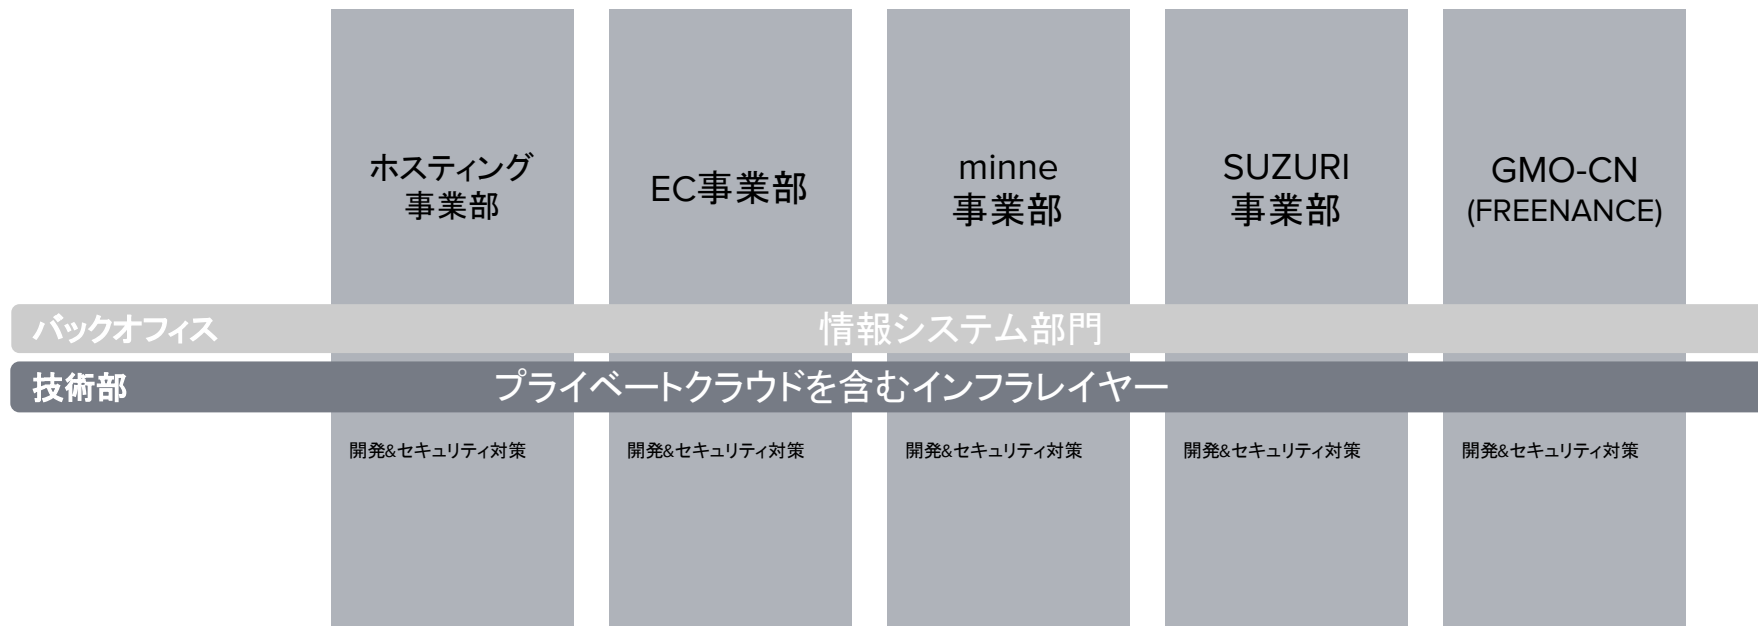 ホスティング
事業部
EC事業部
minne
事業部
SUZURI
事業部
GMO-CN
(FREENANCE)
バックオフィス
情報システム部門
技術部
プライベートクラウドを含むインフラレイヤー
開発&セキュリティ対策
開発&セキュリティ対策
開発&セキュリティ対策
開発&セキュリティ対策
開発&セキュリティ対策